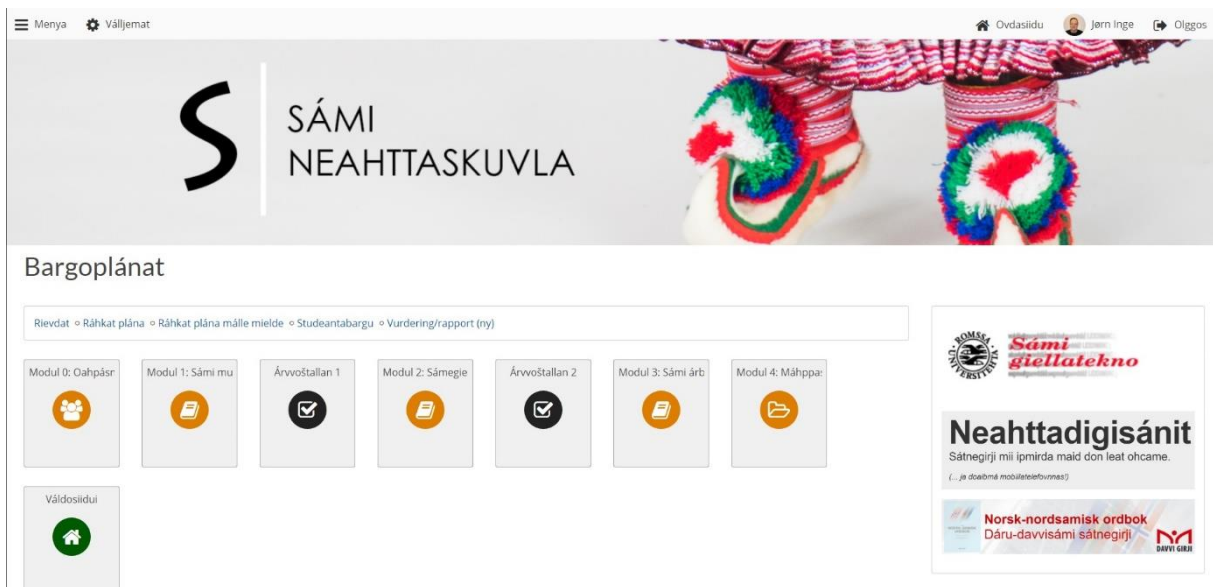 Menya Válljemat Ovdasiidu Jørn Inge Olggos
S SÁMI
NEAHTTASKUVLA
Bargoplánat
Rievdat ∘ Ráhkat plána ∘ Ráhkat plána málle mielde ∘ Studeantabargu ∘ Vurdering/rapport (ny)
Modul 0: Oahpásr Modul 1: Sámi mu Árvvoštallan 1 Modul 2: Sámegie Árvvoštallan 2 Modul 3: Sámi árb Modul 4: Máhppa:
Váldosiidui
ROMSSA UNIVERSITEHTA
Sámi
giellatekno
Neahttadigisánit
Sátnegirji mii ipmirda maid don leat ohcame.
(... ja doaibmá mobiilatelefovnnas!)
Norsk-nordsamisk ordbok
Dáru-davvisámi sátnegirji
DAVVI GIRJI